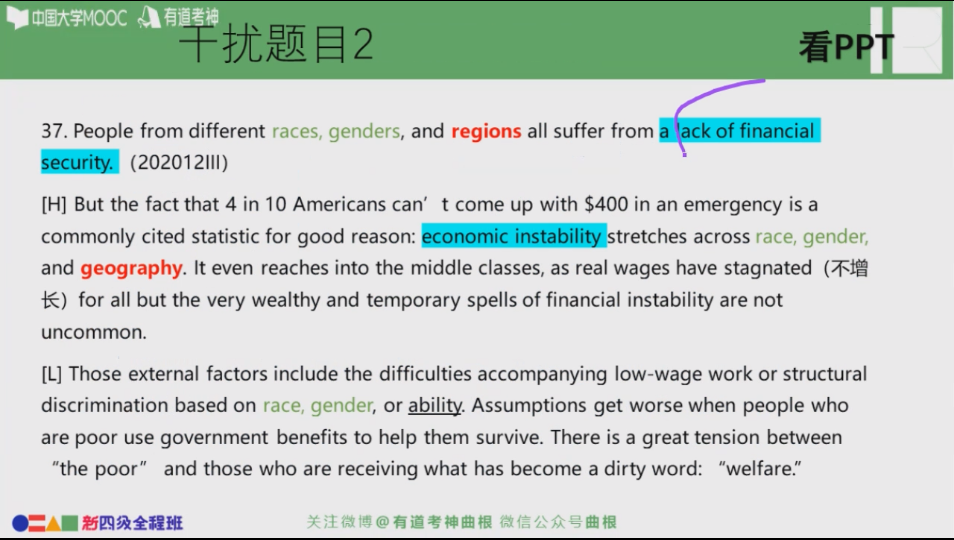 中国大学MOOC 有道考神
干扰题目2
看PPT
37. People from different races, genders, and regions all suffer from a lack of financial
security.（202012III）
[H] But the fact that 4 in 10 Americans can’t come up with $400 in an emergency is a
commonly cited statistic for good reason: economic instability stretches across race, gender,
and geography. It even reaches into the middle classes, as real wages have stagnated（不增
长）for all but the very wealthy and temporary spells of financial instability are not
uncommon.
[L] Those external factors include the difficulties accompanying low-wage work or structural
discrimination based on race, gender, or ability. Assumptions get worse when people who
are poor use government benefits to help them survive. There is a great tension between
“the poor” and those who are receiving what has become a dirty word: “welfare.”
新四级全程班
关注微博@有道考神曲根 微信公众号曲根